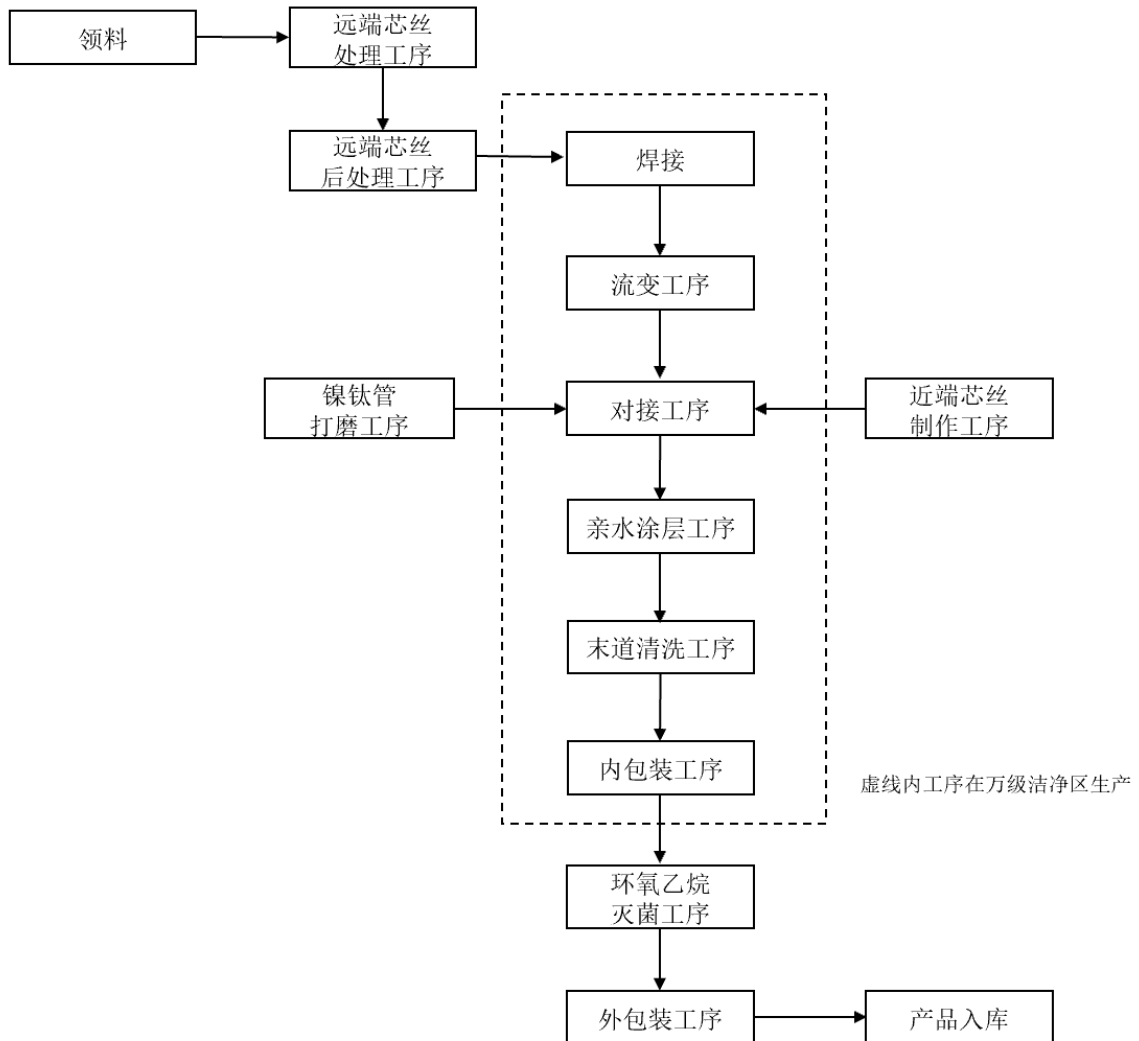 领料
远端芯丝
处理工序
远端芯丝
后处理工序
焊接
流变工序
镍钛管
打磨工序
对接工序
近端芯丝
制作工序
亲水涂层工序
末道清洗工序
内包装工序
虚线内工序在万级洁净区生产
环氧乙烷
灭菌工序
外包装工序
产品入库